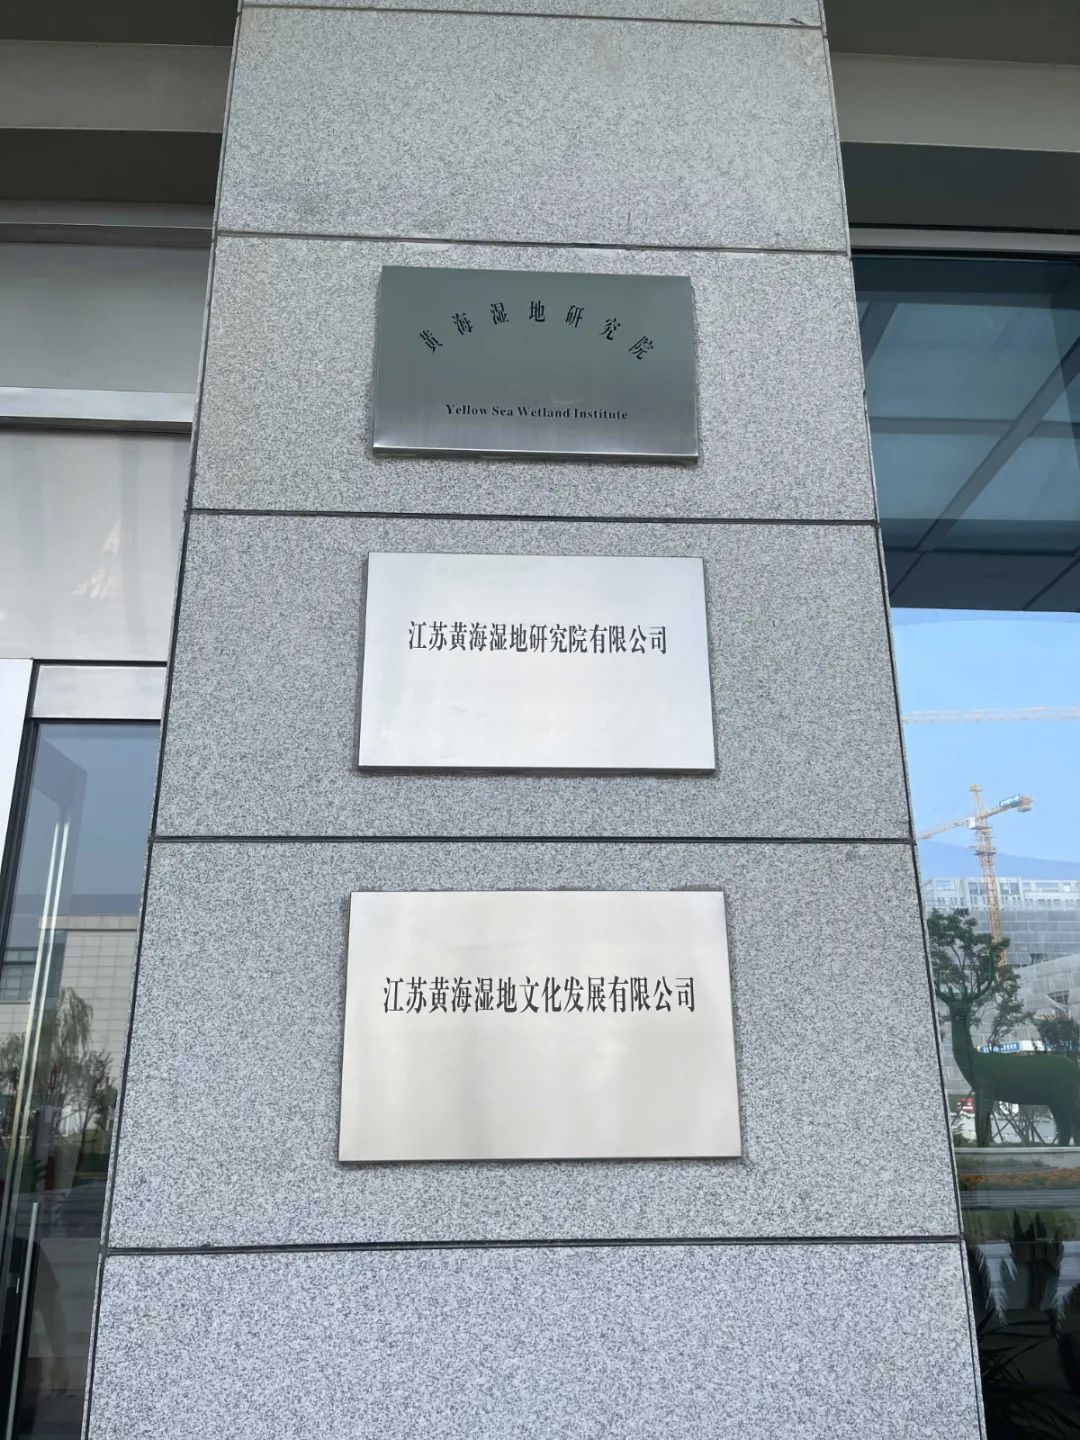 黄海湿地研究院
Yellow Sea Wetland Institute
江苏黄海湿地研究院有限公司
江苏黄海湿地文化发展有限公司